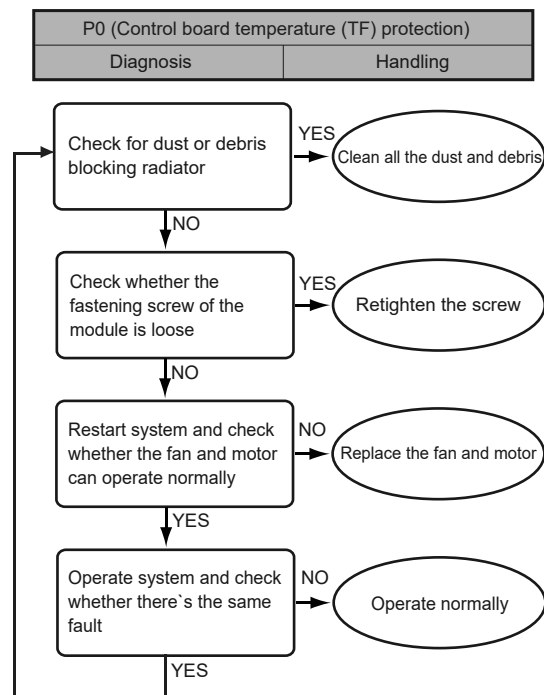 P0 (Control board temperature (TF) protection)
Diagnosis
Handling
Check for dust or debris
blocking radiator
YES
Clean all the dust and debris
NO
Check whether the
fastening screw of the
module is loose
YES
Retighten the screw
NO
Restart system and check
whether the fan and motor
can operate normally
NO
Replace the fan and motor
YES
Operate system and check
whether there`s the same
fault
NO
Operate normally
YES